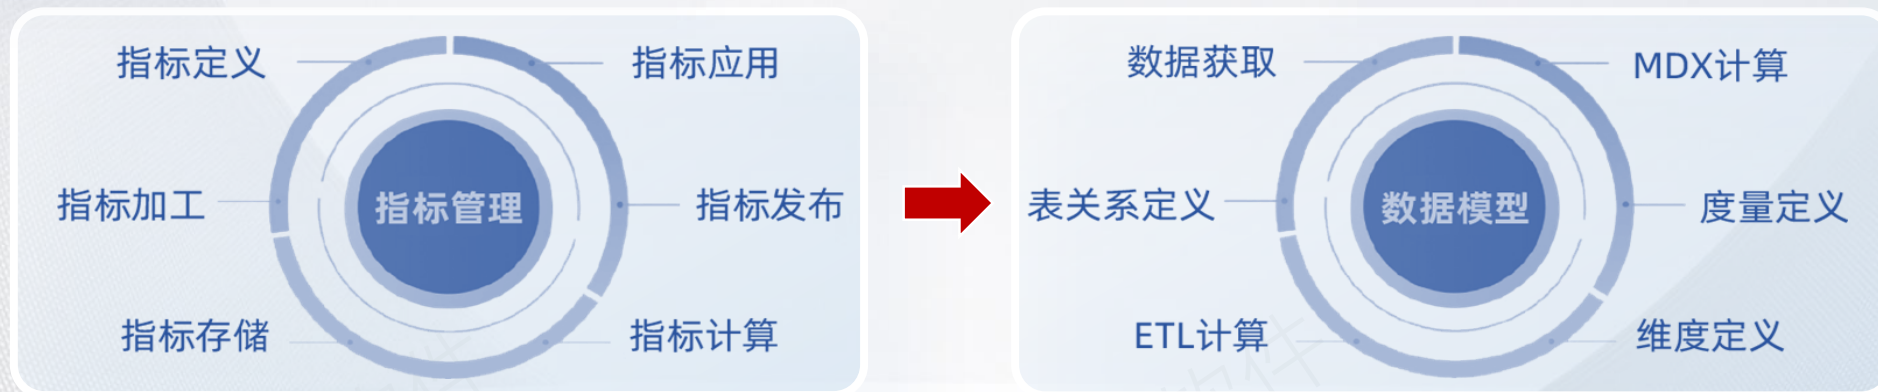 指标定义
指标应用
指标加工
指标管理
指标发布
指标存储
指标计算
数据获取
MDX计算
表关系定义
数据模型
度量定义
ETL计算
维度定义